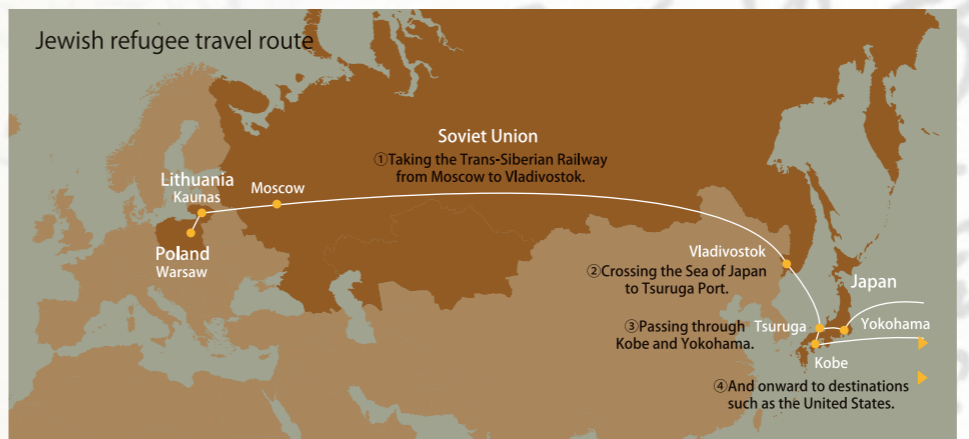 Jewish refugee travel route
Soviet Union
①Taking the Trans-Siberian Railway
from Moscow to Vladivostok.
Lithuania
Kaunas
Moscow
Poland
Warsaw
Vladivostok
②Crossing the Sea of Japan
to Tsuruga Port.
Japan
③Passing through
Kobe and Yokohama.
Tsuruga
Yokohama
Kobe
④And onward to destinations
such as the United States.